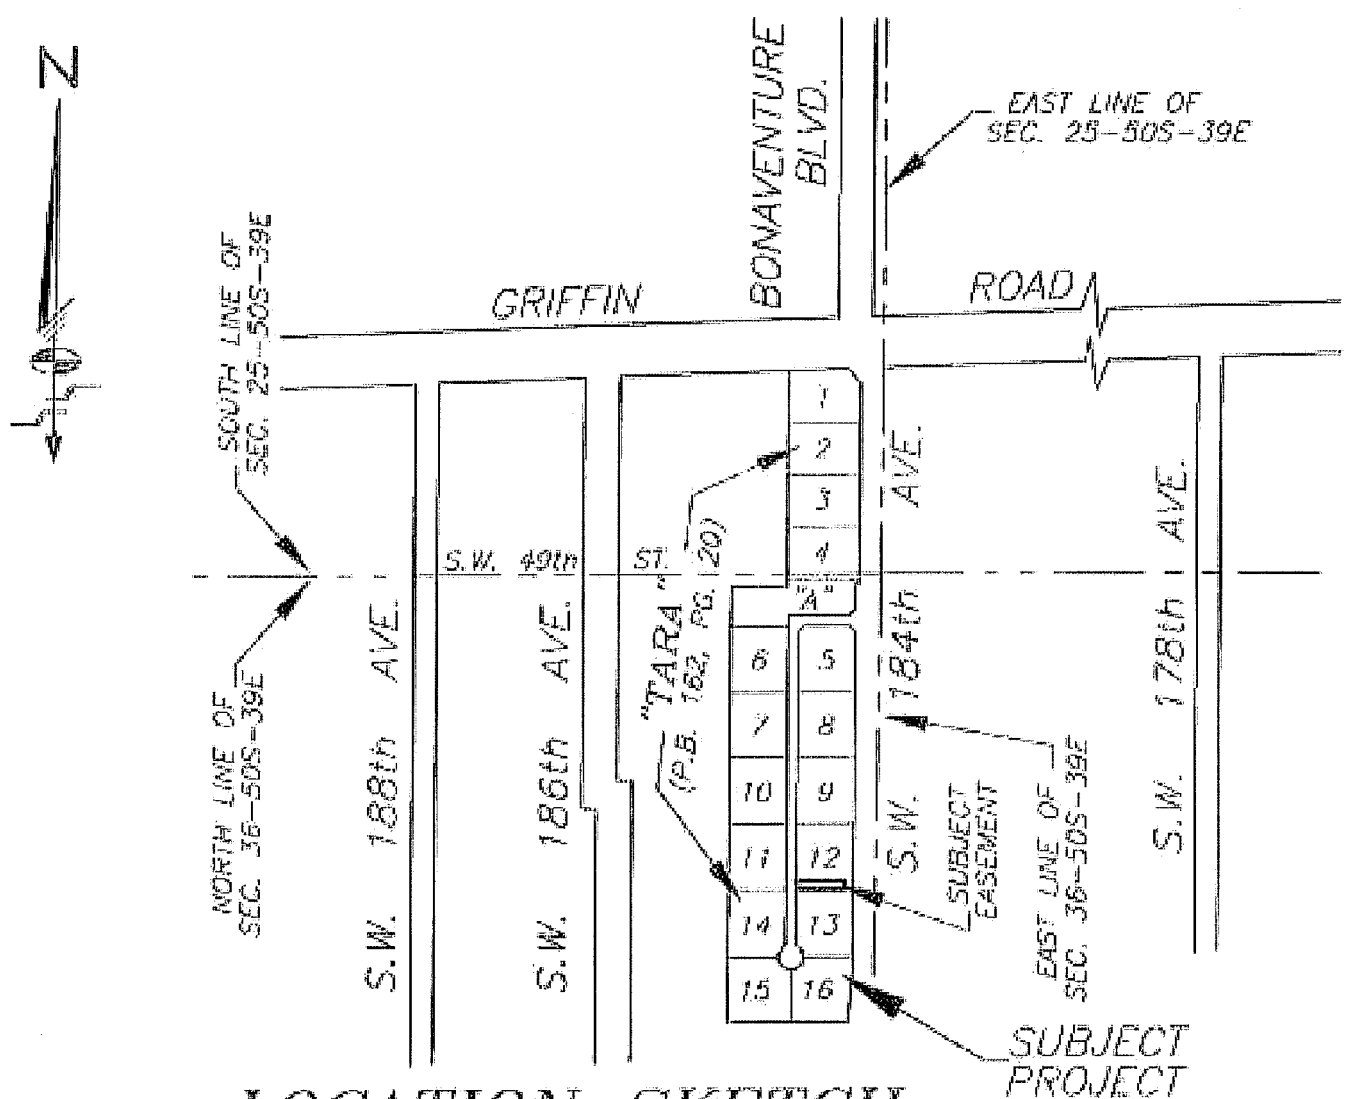 N
BONAVENTURE
BLVD.
EAST LINE OF
SEC. 25-50S-39E
SOUTH LINE OF
SEC. 25-50S-39E
GRIFFIN
ROAD
1
2
3
4
S.W. 49th ST.
"A"
"TARA"
(P.B. 162, PG. 20)
6
5
7
8
10
9
11
12
14
13
15
16
NORTH LINE OF
SEC. 36-50S-39E
S.W. 188th AVE.
S.W. 186th AVE.
S.W. 184th AVE.
S.W. 178th AVE.
SUBJECT
EASEMENT
EAST LINE OF
SEC. 36-50S-39E
SUBJECT
PROJECT
LOCATION SKETCH